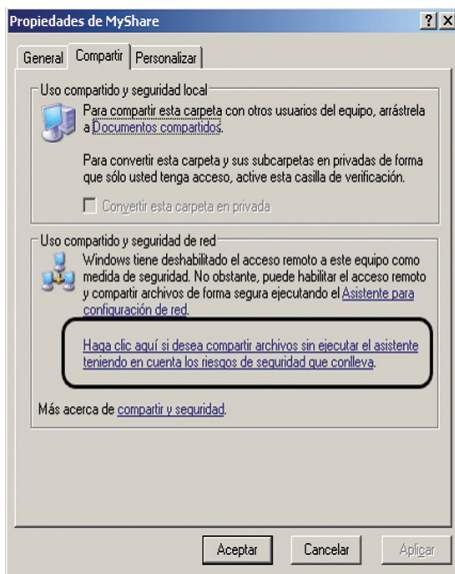 Propiedades de MyShare
General Compartir Personalizar
Uso compartido y seguridad local
Para compartir esta carpeta con otros usuarios del equipo, arrástrela
a Documentos compartidos.
Para convertir esta carpeta y sus subcarpetas en privadas de forma
que sólo usted tenga acceso, active esta casilla de verificación.
Convertir esta carpeta en privada
Uso compartido y seguridad de red
Windows tiene deshabilitado el acceso remoto a este equipo como
medida de seguridad. No obstante, puede habilitar el acceso remoto
y compartir archivos de forma segura ejecutando el Asistente para
configuración de red.
Haga clic aquí si desea compartir archivos sin ejecutar el asistente
teniendo en cuenta los riesgos de seguridad que conlleva.
Más acerca de compartir y seguridad.
Aceptar Cancelar Aplicar